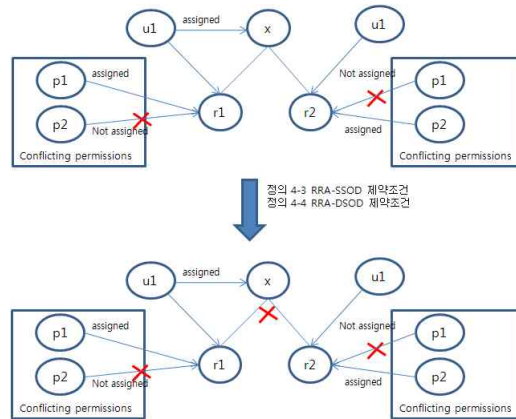 assigned
u1
x
u1
p1
assigned
Not assigned
p1
p2
Not assigned
r1
r2
assigned
p2
Conflicting permissions
Conflicting permissions
정의 4-3 RRA-SSOD 제약조건
정의 4-4 RRA-DSOD 제약조건
u1
assigned
x
u1
p1
assigned
Not assigned
p1
p2
Not assigned
r1
r2
assigned
p2
Conflicting permissions
Conflicting permissions